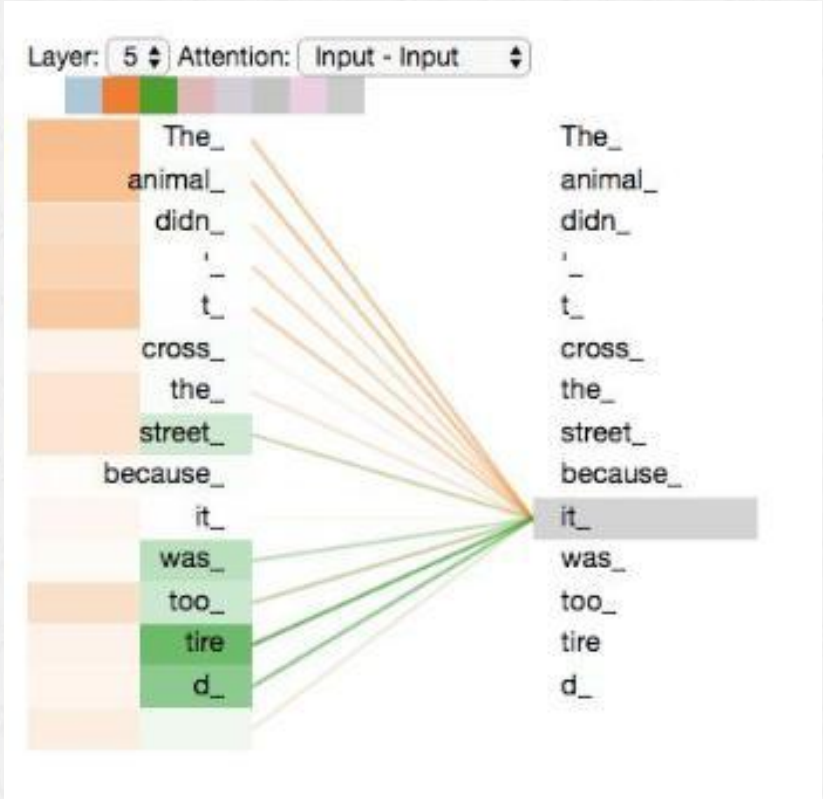 Layer: 5 Attention: Input - Input
The_ The_
animal_ animal_
didn_ didn_
'_ '_
t_ t_
cross_ cross_
the_ the_
street_ street_
because_ because_
it_ it_
was_ was_
too_ too_
tire tire
d_ d_